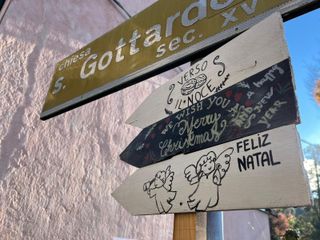 chiesa
S. Gottardo
sec. XV
VERSO
IL NOCE
WE WISH YOU a
Merry
Christmas
& happy
NEW
YEAR
FELIZ
NATAL